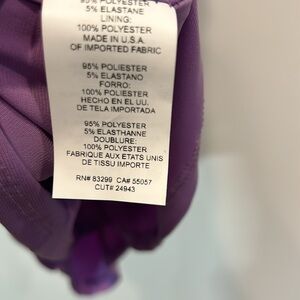 95% POLYESTER
5% ELASTANE
LINING:
100% POLYESTER
MADE IN U.S.A.
OF IMPORTED FABRIC
95% POLIESTER
5% ELASTANO
FORRO:
100% POLYESTER
HECHO EN EL UU.
DE TELA IMPORTADA
95% POLYESTER
5% ELASTHANNE
DOUBLURE:
100% POLYESTER
FABRIQUE AUX ETATS UNIS
DE TISSU IMPORTE
RN# 83299 CA# 55057
CUT# 24943